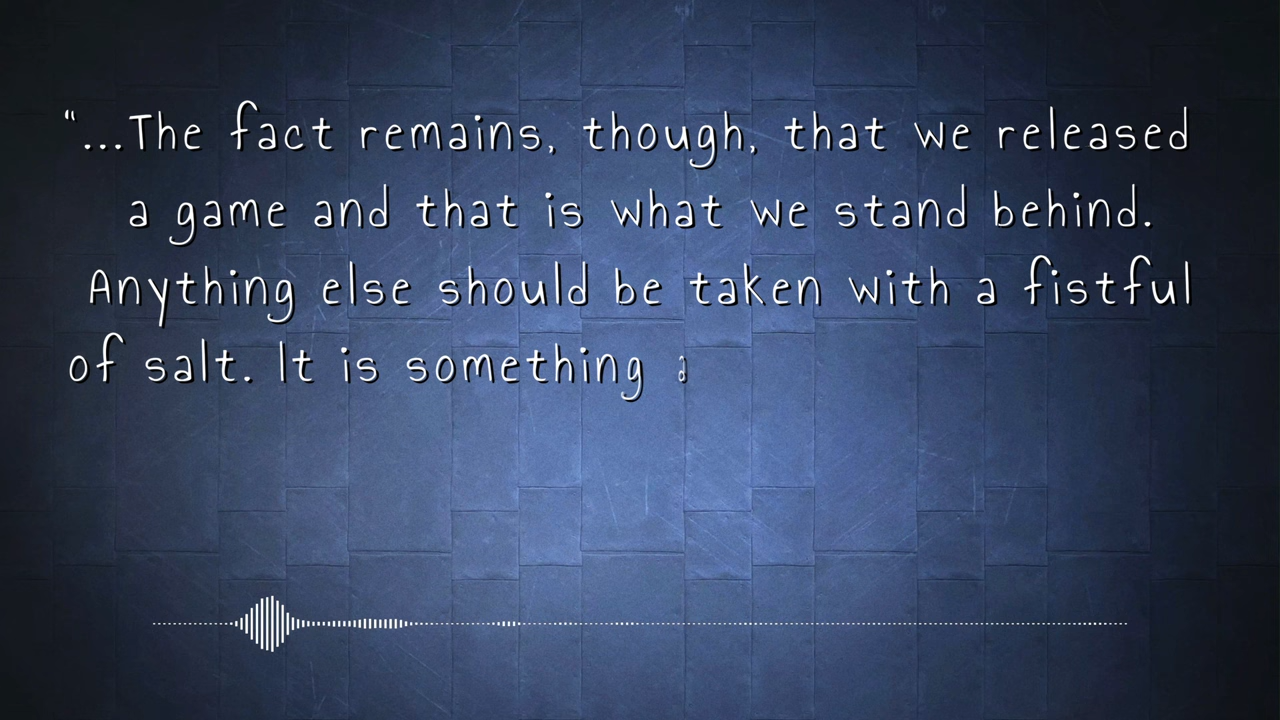 “...The fact remains, though, that we released
a game and that is what we stand behind.
Anything else should be taken with a fistful
of salt. It is something a